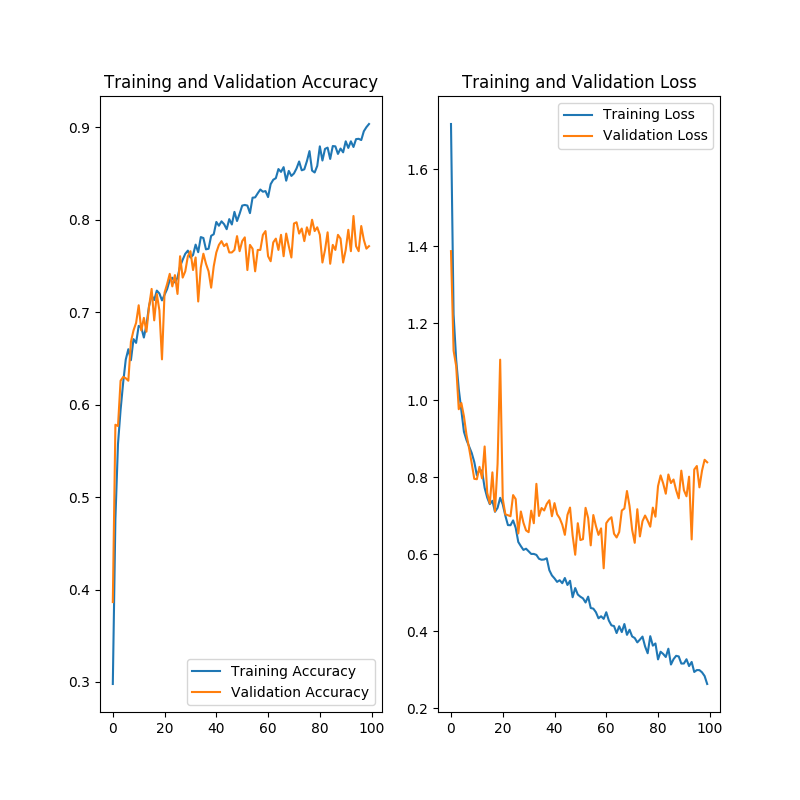 Training and Validation Accuracy
0.9
0.8
0.7
0.6
0.5
0.4
0.3
0 20 40 60 80 100
Training Accuracy
Validation Accuracy
Training and Validation Loss
1.6
1.4
1.2
1.0
0.8
0.6
0.4
0.2
0 20 40 60 80 100
Training Loss
Validation Loss